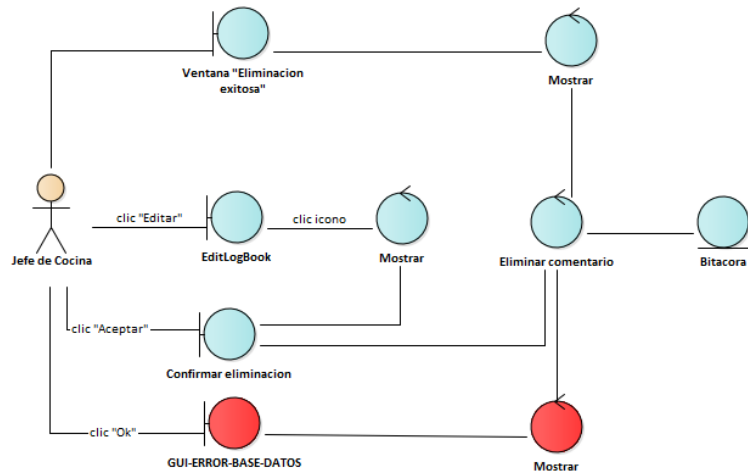 Ventana "Eliminacion
exitosa"
Mostrar
clic "Editar"
clic icono
Jefe de Cocina
EditLogBook
Mostrar
Eliminar comentario
Bitacora
clic "Aceptar"
Confirmar eliminacion
clic "Ok"
GUI-ERROR-BASE-DATOS
Mostrar